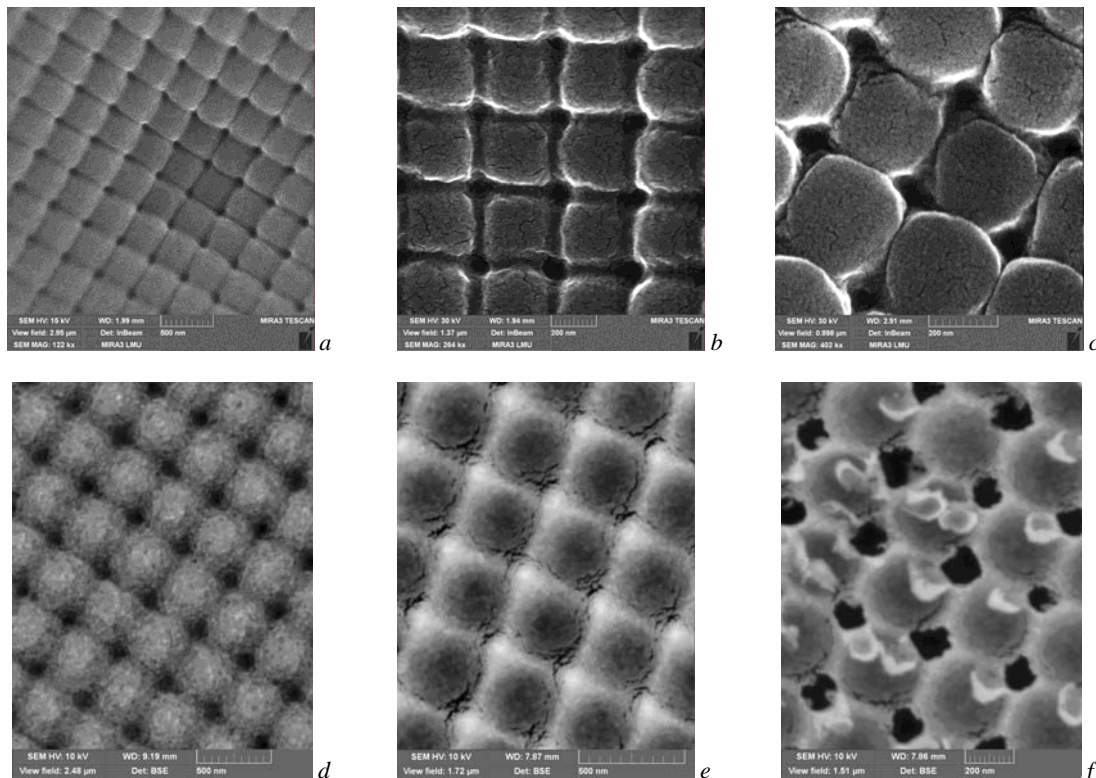 SEM HV: 15 kV WD: 1.99 mm MIRA3 TESCAN
View field: 2.95 µm Det: InBeam 500 nm
SEM MAG: 122 kx MIRA3 LMU
a
SEM HV: 30 kV WD: 1.94 mm MIRA3 TESCAN
View field: 1.37 µm Det: InBeam 200 nm
SEM MAG: 264 kx MIRA3 LMU
b
SEM HV: 30 kV WD: 2.91 mm MIRA3 TESCAN
View field: 0.898 µm Det: InBeam 200 nm
SEM MAG: 402 kx MIRA3 LMU
c
SEM HV: 10 kV WD: 9.19 mm
View field: 2.48 µm Det: BSE 500 nm
d
SEM HV: 10 kV WD: 7.87 mm
View field: 1.72 µm Det: BSE 500 nm
e
SEM HV: 10 kV WD: 7.86 mm
View field: 1.51 µm Det: BSE 200 nm
f